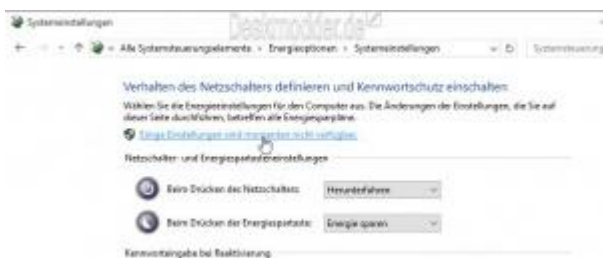 Deskmodder.de
Systemeinstellungen
Alle Systemsteuerungselemente › Energieoptionen › Systemeinstellungen
Systemsteuerung
Verhalten des Netzschalters definieren und Kennwortschutz einschalten
Wählen Sie die Energieeinstellungen für den Computer aus. Die Änderungen der Einstellungen, die Sie auf
dieser Seite durchführen, betreffen alle Energiesparpläne.
Einige Einstellungen sind momentan nicht verfügbar.
Netzschalter- und Energiespartasteneinstellungen
Beim Drücken des Netzschalters: Herunterfahren
Beim Drücken der Energiespartaste: Energie sparen
Kennworteingabe bei Reaktivierung